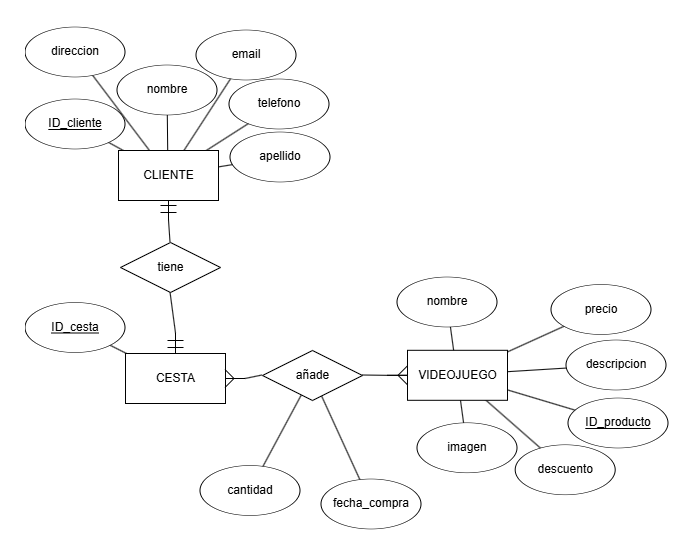 direccion
email
nombre
telefono
ID_cliente
apellido
CLIENTE
tiene
nombre
precio
ID_cesta
descripcion
CESTA
añade
VIDEOJUEGO
ID_producto
imagen
descuento
cantidad
fecha_compra